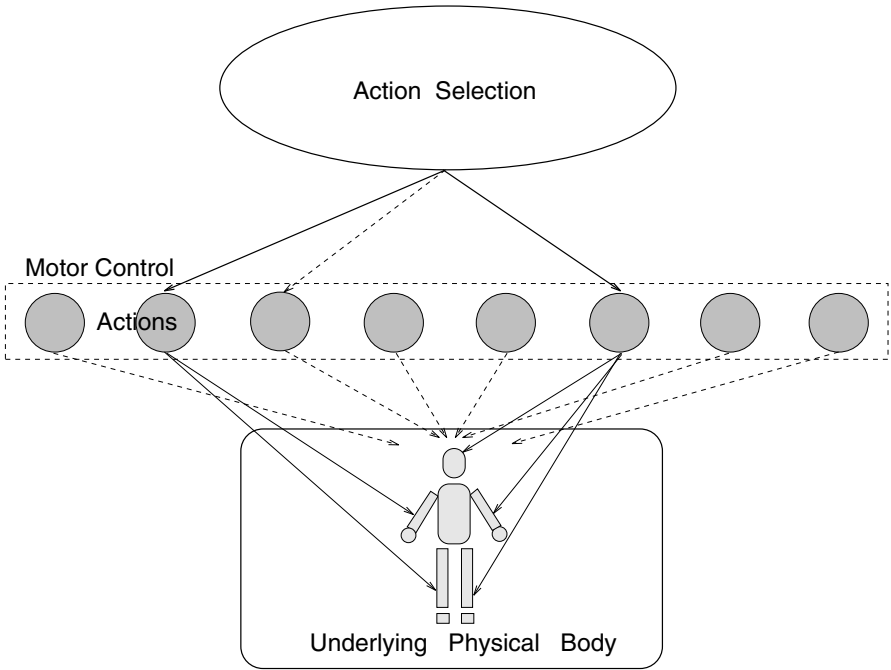 Action Selection
Motor Control
Actions
Underlying Physical Body